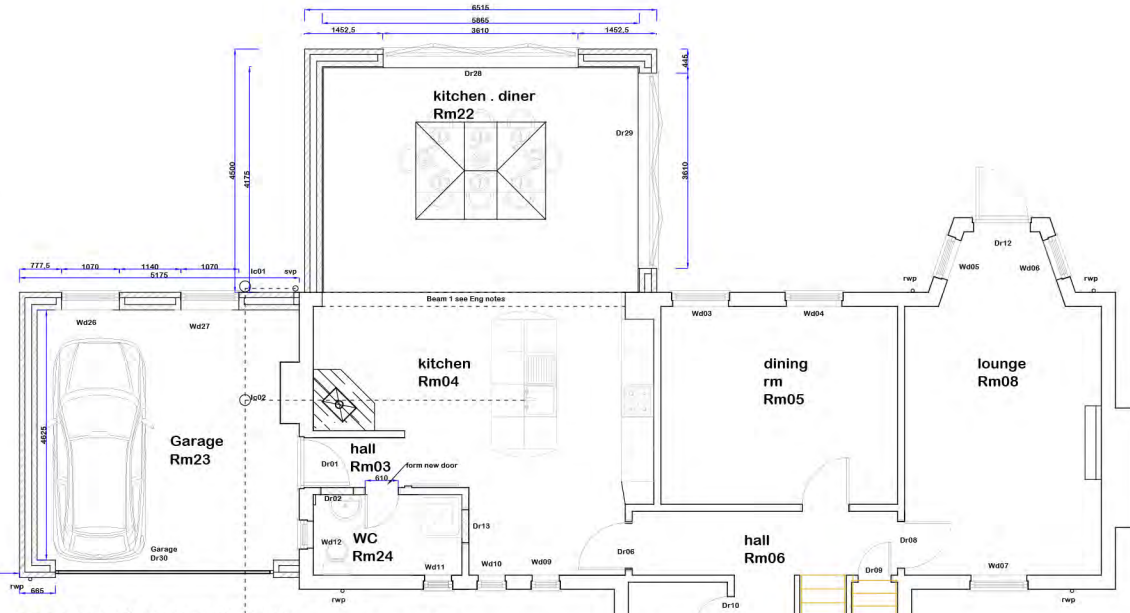 6515
5865
1452,5 3610 1452,5
445
Dr28
kitchen . diner
Rm22
Dr29
4500
4175
3610
Dr12
Wd05
Wd06
777,5 1070 1140 1070
5175
Ic01 svp
rwp
rwp
Beam 1 see Eng notes
Wd26
Wd27
Wd03
Wd04
kitchen
Rm04
dining
rm
Rm05
lounge
Rm08
Ic02
4625
Garage
Rm23
hall
Rm03
Dr01
form new door
610
Dr02
WC
Rm24
Wd12
Dr13
Garage
Dr30
Wd11
Wd10
Wd09
Dr06
hall
Rm06
Dr08
Dr09
Wd07
rwp
665
rwp
rwp
Dr10